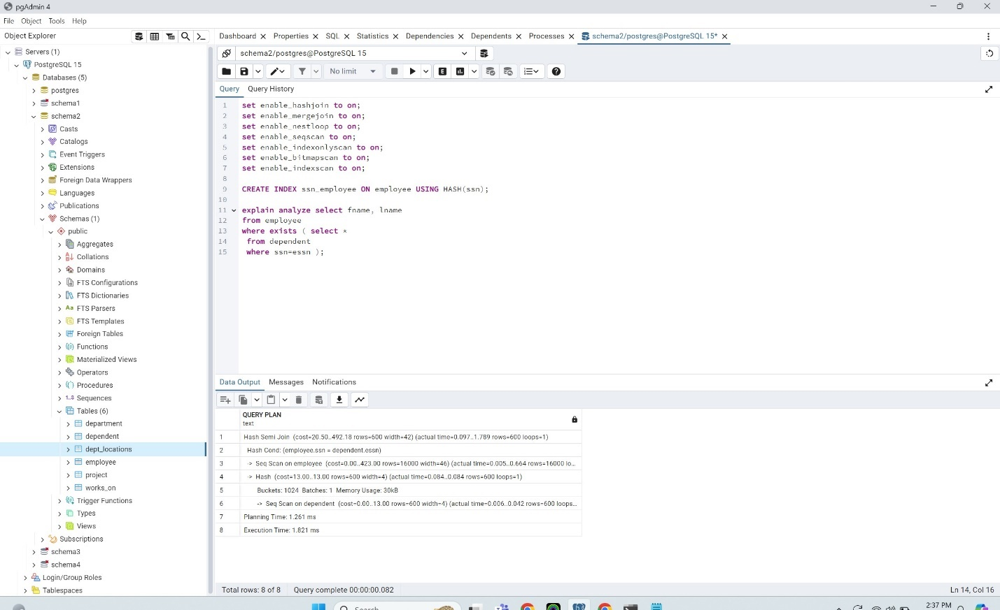 pgAdmin 4
File Object Tools Help
Object Explorer
Dashboard Properties SQL Statistics Dependencies Dependents Processes schema2/postgres@PostgreSQL 15*
Servers (1)
PostgreSQL 15
Databases (5)
postgres
schema1
schema2
Casts
Catalogs
Event Triggers
Extensions
Foreign Data Wrappers
Languages
Publications
Schemas (1)
public
Aggregates
Collations
Domains
FTS Configurations
FTS Dictionaries
FTS Parsers
FTS Templates
Foreign Tables
Functions
Materialized Views
Operators
Procedures
1..3 Sequences
Tables (6)
department
dependent
dept_locations
employee
project
works_on
Trigger Functions
Types
Views
Subscriptions
schema3
schema4
Login/Group Roles
Tablespaces
schema2/postgres@PostgreSQL 15
No limit
Query Query History
1 set enable_hashjoin to on;
2 set enable_mergejoin to on;
3 set enable_nestloop to on;
4 set enable_seqscan to on;
5 set enable_indexonlyscan to on;
6 set enable_bitmapscan to on;
7 set enable_indexscan to on;
8
9 CREATE INDEX ssn_employee ON employee USING HASH(ssn);
10
11 explain analyze select fname, lname
12 from employee
13 where exists ( select *
14 from dependent
15 where ssn=essn );
Data Output Messages Notifications
QUERY PLAN
text
1 Hash Semi Join (cost=20.50..492.18 rows=600 width=42) (actual time=0.097..1.789 rows=600 loops=1)
2 Hash Cond: (employee.ssn = dependent.essn)
3 -> Seq Scan on employee (cost=0.00..423.00 rows=16000 width=46) (actual time=0.005..0.664 rows=16000 lo...
4 -> Hash (cost=13.00..13.00 rows=600 width=4) (actual time=0.084..0.084 rows=600 loops=1)
5 Buckets: 1024 Batches: 1 Memory Usage: 30kB
6 -> Seq Scan on dependent (cost=0.00..13.00 rows=600 width=4) (actual time=0.006..0.042 rows=600 loops...
7 Planning Time: 1.261 ms
8 Execution Time: 1.821 ms
Total rows: 8 of 8 Query complete 00:00:00.082 Ln 14, Col 16
Search
2:37 PM